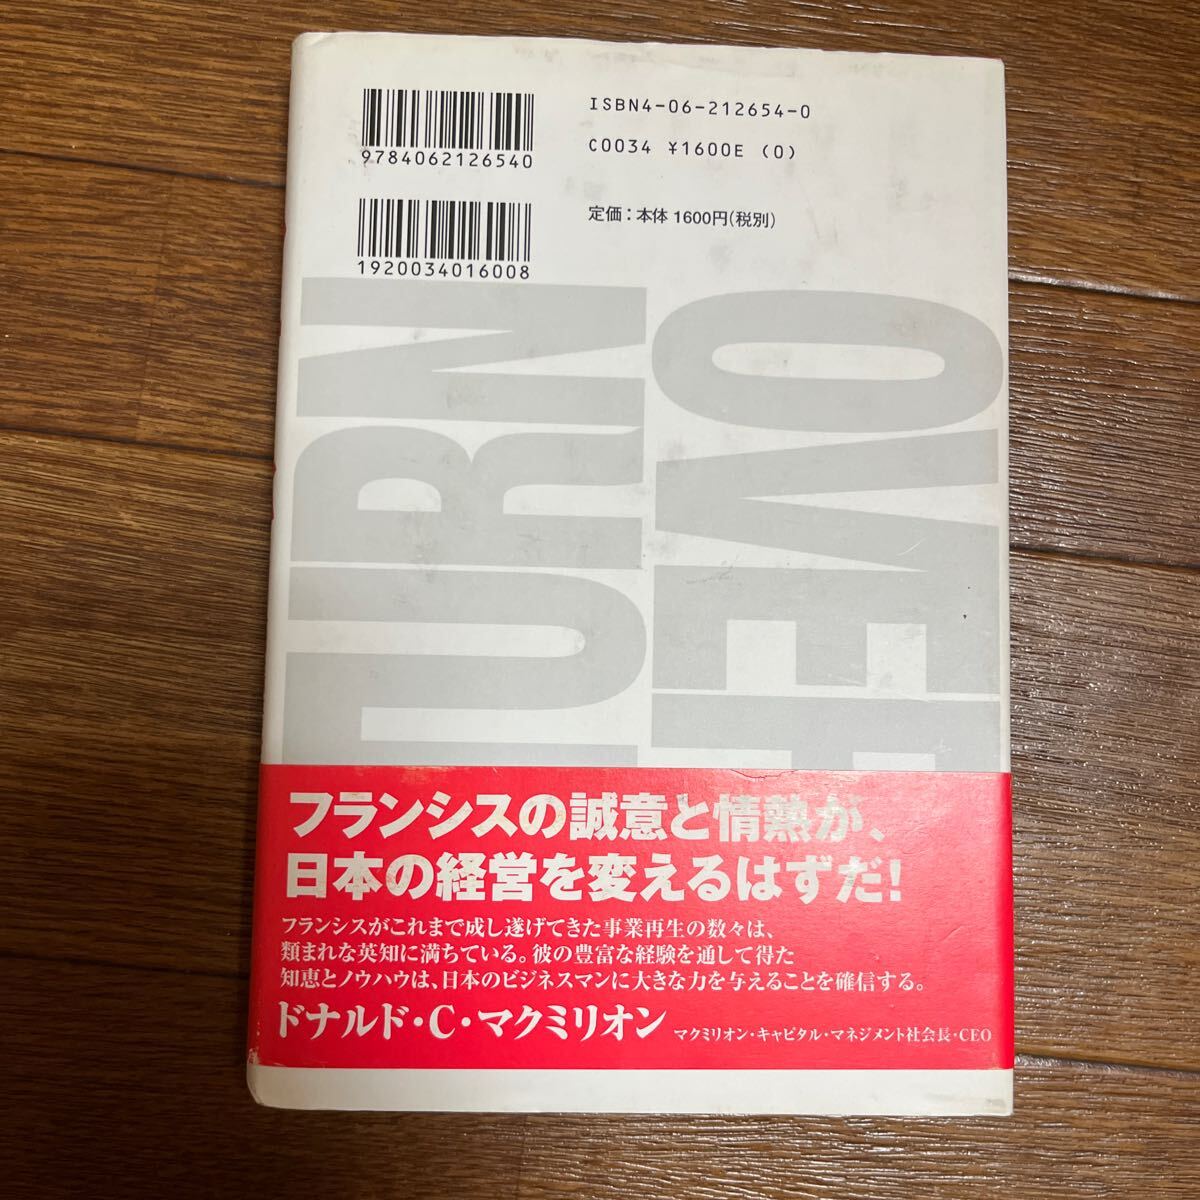 ISBN4-06-212654-0
C0034 ¥1600E (0)
9784062126540
定価：本体1600円（税別）
1920034016008
TURN
フランシスの誠意と情熱が、
日本の経営を変えるはずだ！
フランシスがこれまで成し遂げてきた事業再生の数々は、
類まれな英知に満ちている。彼の豊富な経験を通して得た
知恵とノウハウは、日本のビジネスマンに大きな力を与えることを確信する。
ドナルド・C・マクミリオン
マクミリオン・キャピタル・マネジメント社会長・CEO